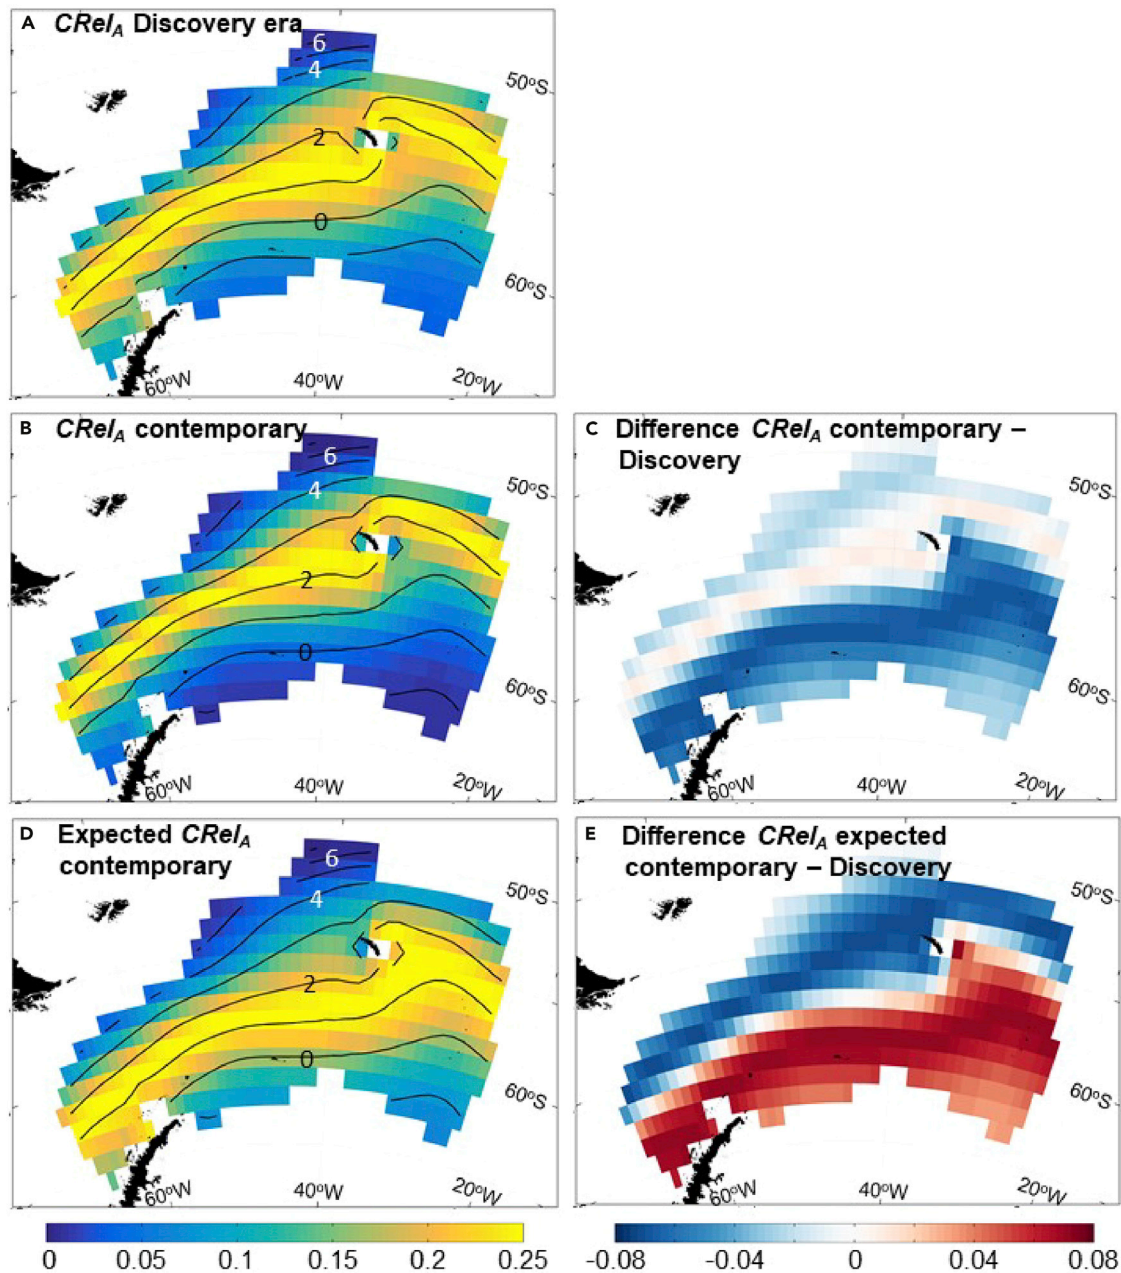 A CRelA Discovery era
6
4
2
0
50°S
60°S
60°W 40°W 20°W
B CRelA contemporary
6
4
2
0
50°S
60°S
60°W 40°W 20°W
C Difference CRelA contemporary –
Discovery
50°S
60°S
60°W 40°W 20°W
D Expected CRelA
contemporary
6
4
2
0
50°S
60°S
60°W 40°W 20°W
E Difference CRelA expected
contemporary – Discovery
50°S
60°S
60°W 40°W 20°W
0 0.05 0.1 0.15 0.2 0.25
-0.08 -0.04 0 0.04 0.08